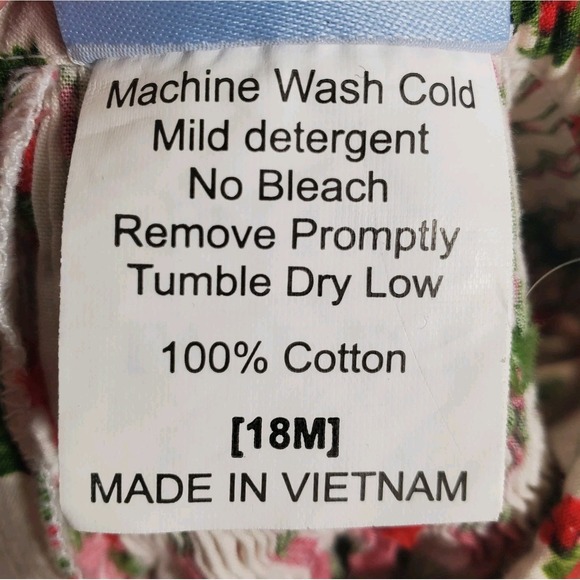 Machine Wash Cold
Mild detergent
No Bleach
Remove Promptly
Tumble Dry Low
100% Cotton
[18M]
MADE IN VIETNAM